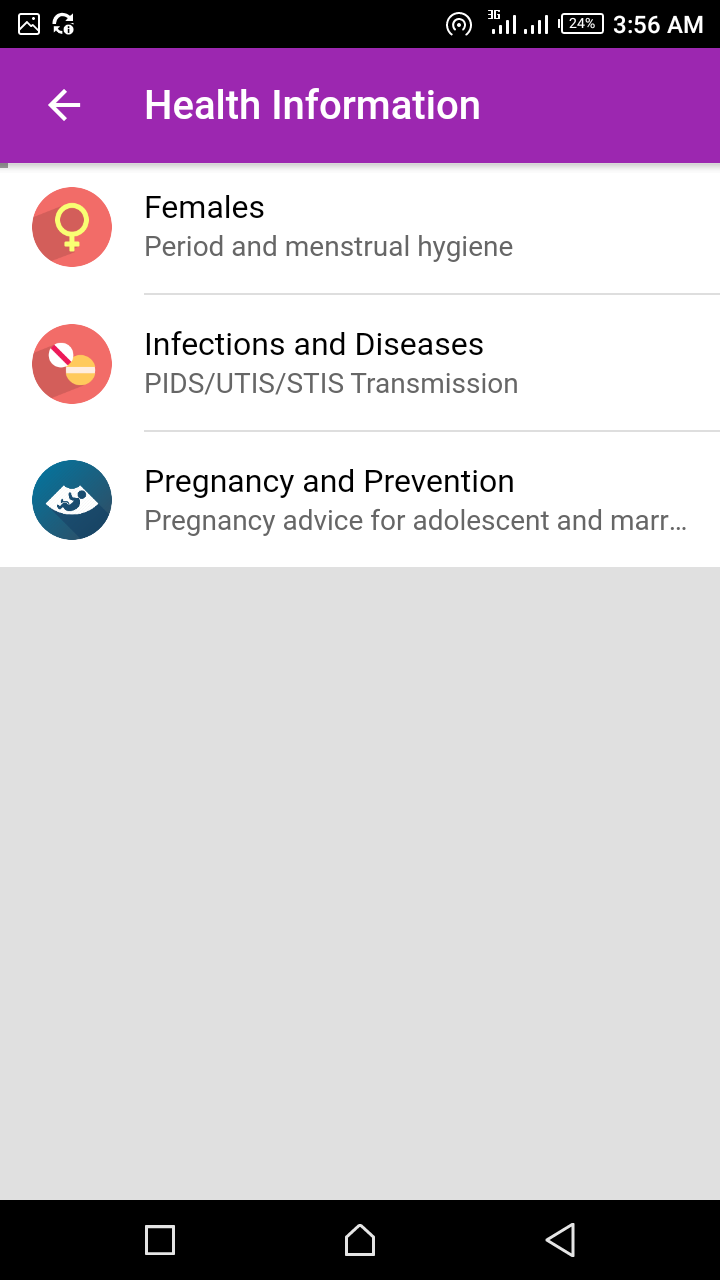 3G 24% 3:56 AM
Health Information
Females
Period and menstrual hygiene
Infections and Diseases
PIDS/UTIS/STIS Transmission
Pregnancy and Prevention
Pregnancy advice for adolescent and marr...